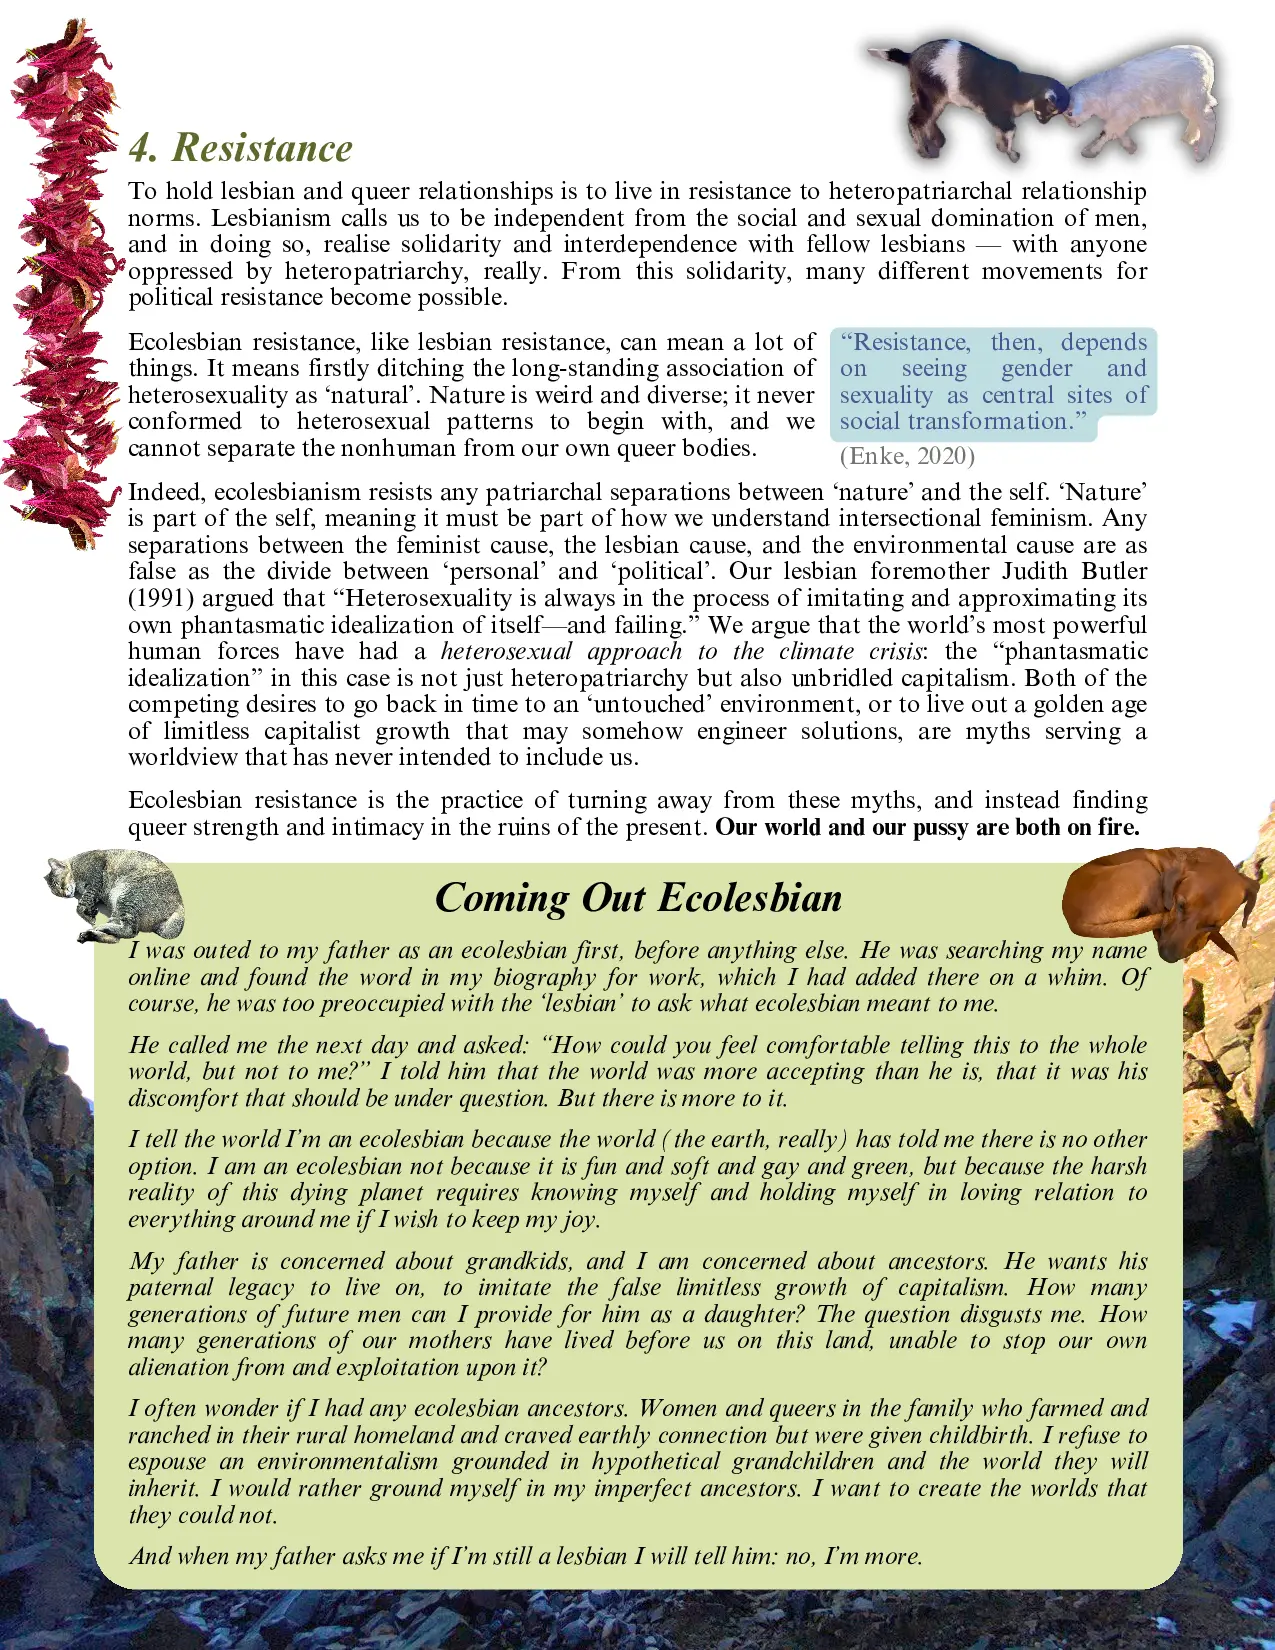 4. Resistance
To hold lesbian and queer relationships is to live in resistance to heteropatriarchal relationship
norms. Lesbianism calls us to be independent from the social and sexual domination of men,
and in doing so, realise solidarity and interdependence with fellow lesbians — with anyone
oppressed by heteropatriarchy, really. From this solidarity, many different movements for
political resistance become possible.
Ecolesbian resistance, like lesbian resistance, can mean a lot of
things. It means firstly ditching the long-standing association of
heterosexuality as ‘natural’. Nature is weird and diverse; it never
conformed to heterosexual patterns to begin with, and we
cannot separate the nonhuman from our own queer bodies.
“Resistance, then, depends
on seeing gender and
sexuality as central sites of
social transformation.”
(Enke, 2020)
Indeed, ecolesbianism resists any patriarchal separations between ‘nature’ and the self. ‘Nature’
is part of the self, meaning it must be part of how we understand intersectional feminism. Any
separations between the feminist cause, the lesbian cause, and the environmental cause are as
false as the divide between ‘personal’ and ‘political’. Our lesbian foremother Judith Butler
(1991) argued that “Heterosexuality is always in the process of imitating and approximating its
own phantasmatic idealization of itself—and failing.” We argue that the world’s most powerful
human forces have had a heterosexual approach to the climate crisis: the “phantasmatic
idealization” in this case is not just heteropatriarchy but also unbridled capitalism. Both of the
competing desires to go back in time to an ‘untouched’ environment, or to live out a golden age
of limitless capitalist growth that may somehow engineer solutions, are myths serving a
worldview that has never intended to include us.
Ecolesbian resistance is the practice of turning away from these myths, and instead finding
queer strength and intimacy in the ruins of the present. Our world and our pussy are both on fire.
Coming Out Ecolesbian
I was outed to my father as an ecolesbian first, before anything else. He was searching my name
online and found the word in my biography for work, which I had added there on a whim. Of
course, he was too preoccupied with the ‘lesbian’ to ask what ecolesbian meant to me.
He called me the next day and asked: “How could you feel comfortable telling this to the whole
world, but not to me?” I told him that the world was more accepting than he is, that it was his
discomfort that should be under question. But there is more to it.
I tell the world I’m an ecolesbian because the world (the earth, really) has told me there is no other
option. I am an ecolesbian not because it is fun and soft and gay and green, but because the harsh
reality of this dying planet requires knowing myself and holding myself in loving relation to
everything around me if I wish to keep my joy.
My father is concerned about grandkids, and I am concerned about ancestors. He wants his
paternal legacy to live on, to imitate the false limitless growth of capitalism. How many
generations of future men can I provide for him as a daughter? The question disgusts me. How
many generations of our mothers have lived before us on this land, unable to stop our own
alienation from and exploitation upon it?
I often wonder if I had any ecolesbian ancestors. Women and queers in the family who farmed and
ranched in their rural homeland and craved earthly connection but were given childbirth. I refuse to
espouse an environmentalism grounded in hypothetical grandchildren and the world they will
inherit. I would rather ground myself in my imperfect ancestors. I want to create the worlds that
they could not.
And when my father asks me if I’m still a lesbian I will tell him: no, I’m more.